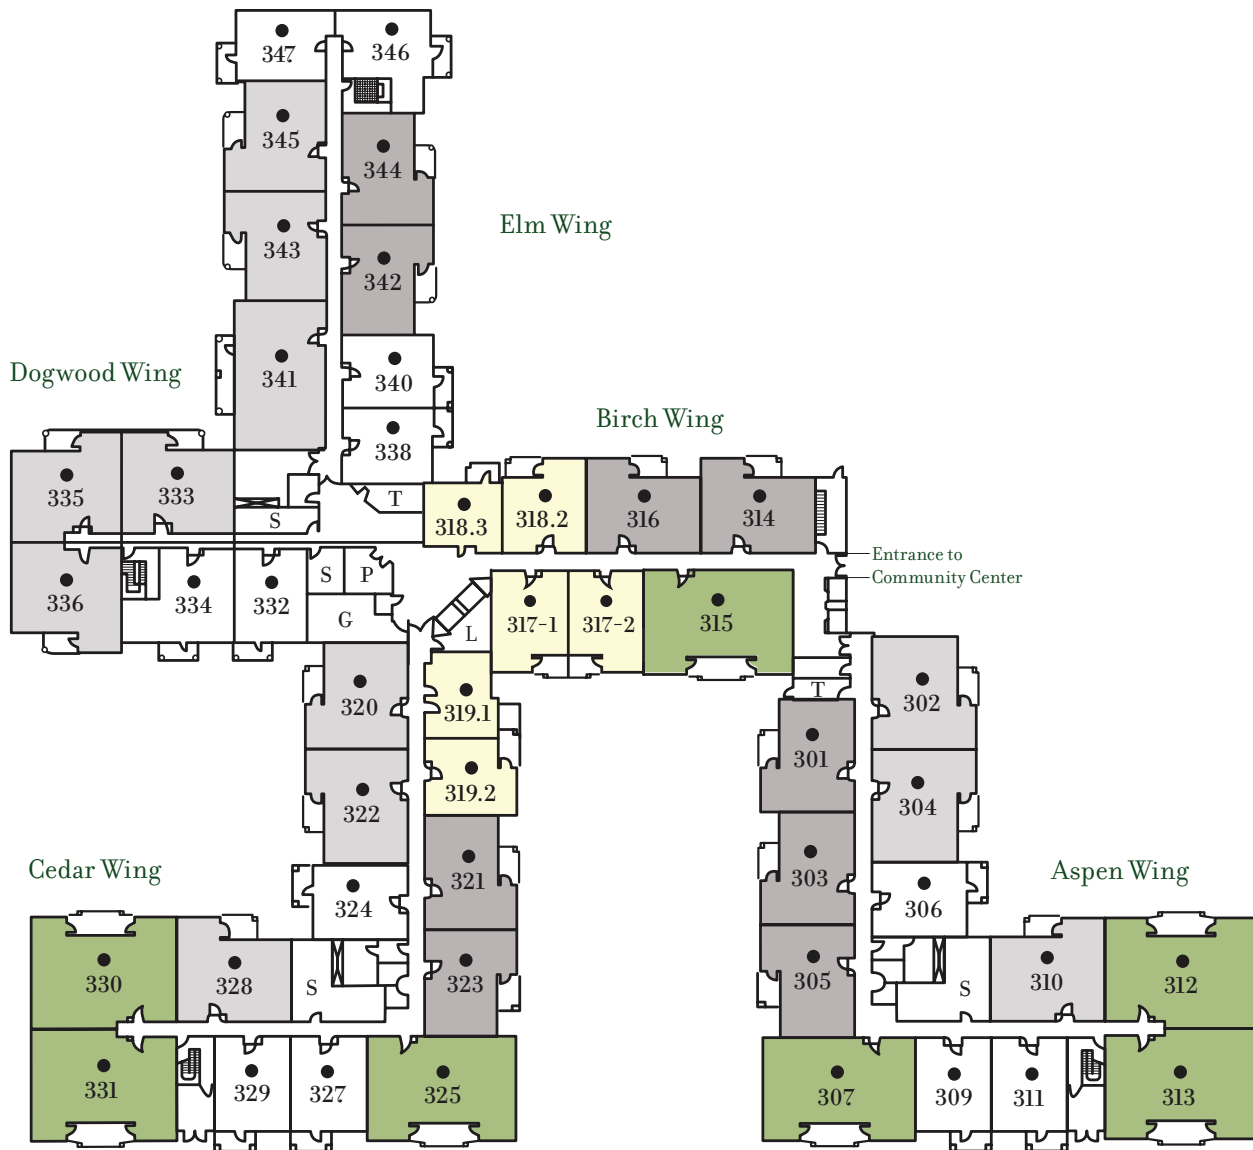 347
346
345
344
343
Elm Wing
342
Dogwood Wing
341
340
338
Birch Wing
335
333
T
318.3
318.2
316
314
S
Entrance to
Community Center
336
334
332
S
P
G
L
317-1
317-2
315
320
319.1
T
302
301
322
319.2
304
Cedar Wing
324
321
303
306
Aspen Wing
330
328
S
323
305
S
310
312
331
329
327
325
307
309
311
313